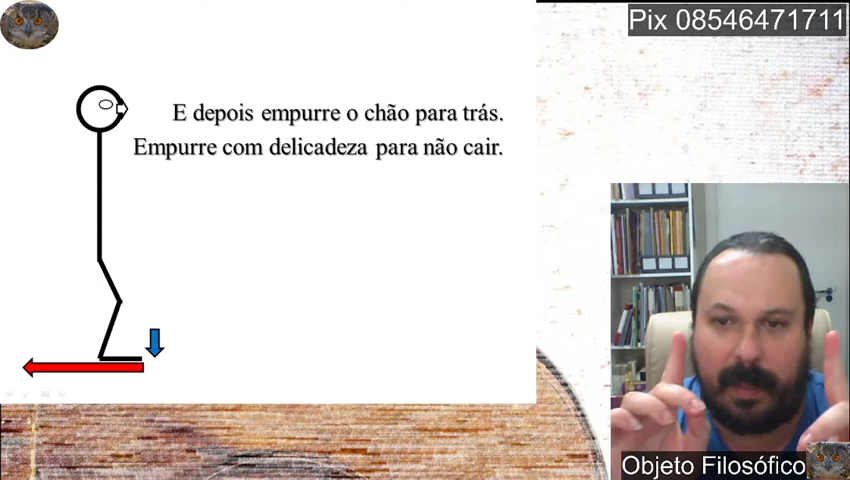 Pix 08546471711
E depois empurre o chão para trás.
Empurre com delicadeza para não cair.
Objeto Filosófico